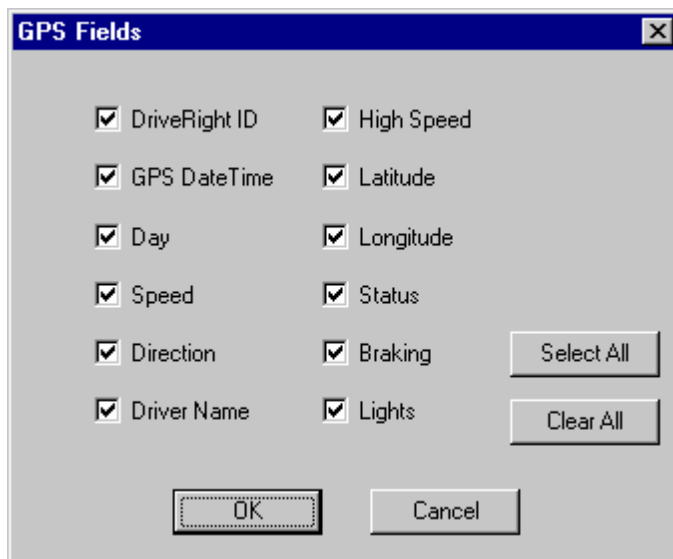 GPS Fields
DriveRight ID
High Speed
GPS DateTime
Latitude
Day
Longitude
Speed
Status
Direction
Braking
Select All
Driver Name
Lights
Clear All
OK
Cancel